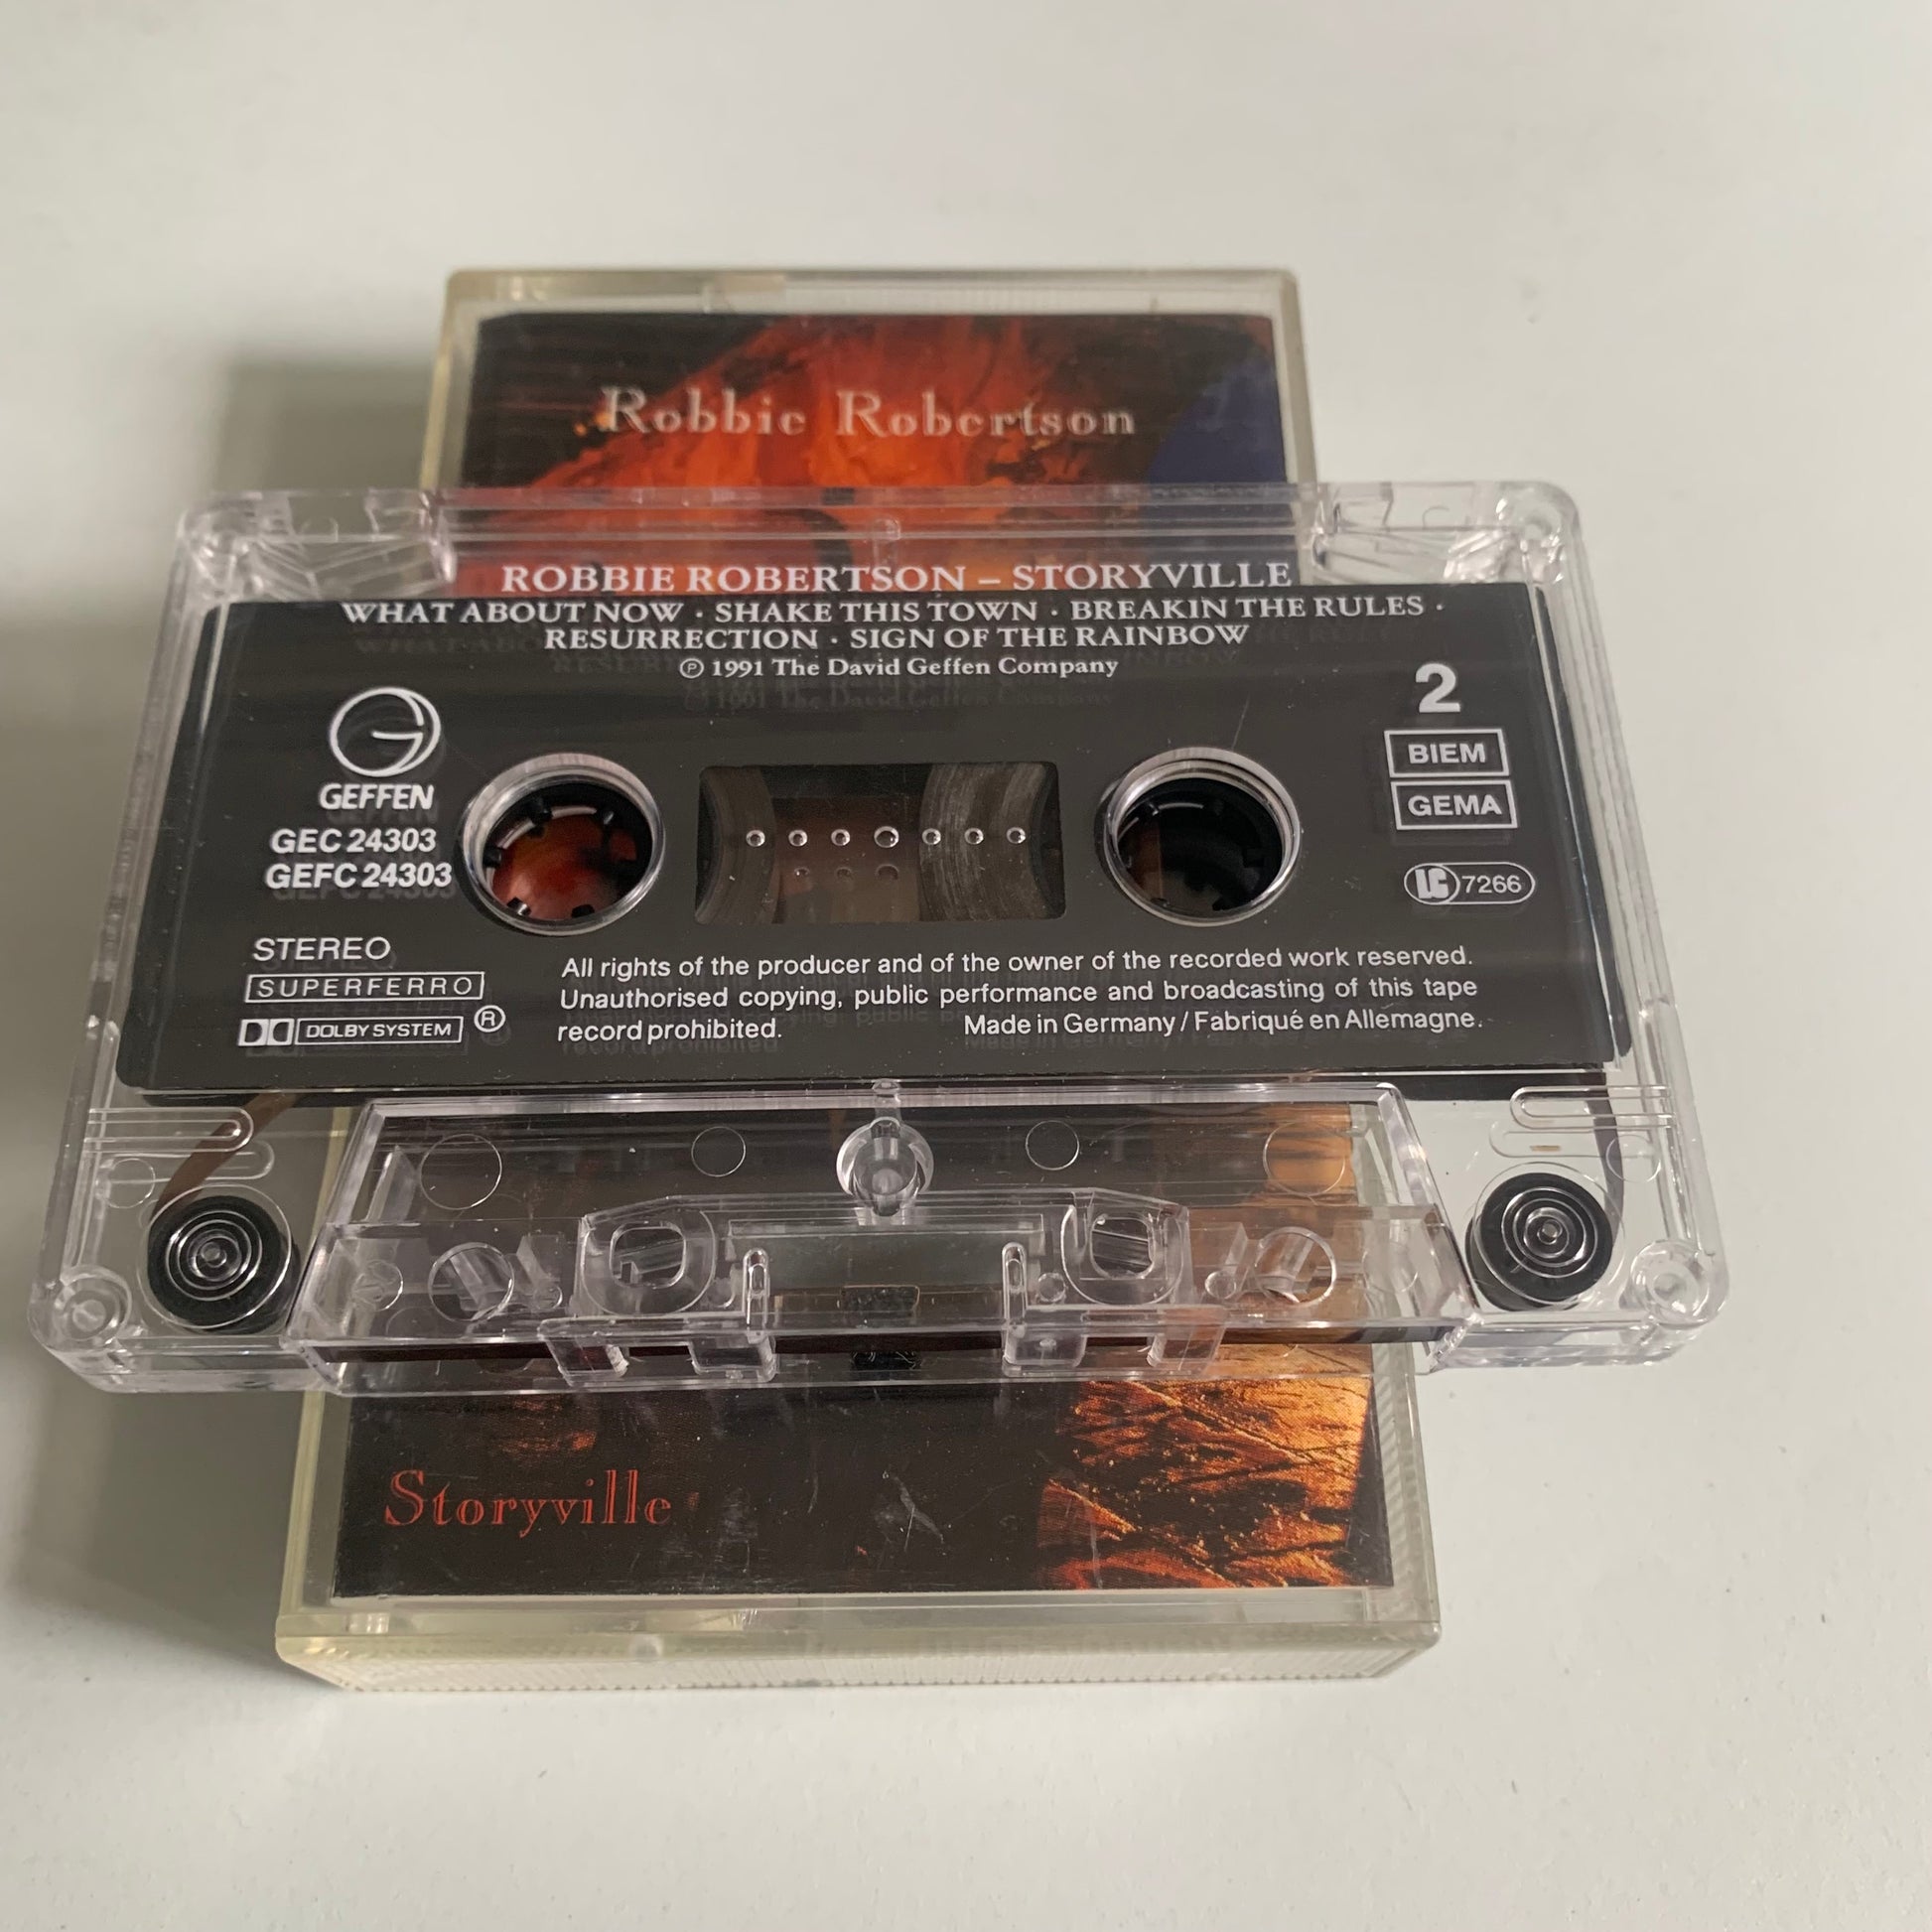 Robbie Robertson
ROBBIE ROBERTSON – STORYVILLE
WHAT ABOUT NOW · SHAKE THIS TOWN · BREAKIN THE RULES ·
RESURRECTION · SIGN OF THE RAINBOW
℗ 1991 The David Geffen Company
GEFFEN
GEC 24303
GEFC 24303
2
BIEM
GEMA
LC 7266
STEREO
SUPERFERRO
DOLBY SYSTEM ®
All rights of the producer and of the owner of the recorded work reserved.
Unauthorised copying, public performance and broadcasting of this tape
record prohibited. Made in Germany / Fabriqué en Allemagne.
Storyville